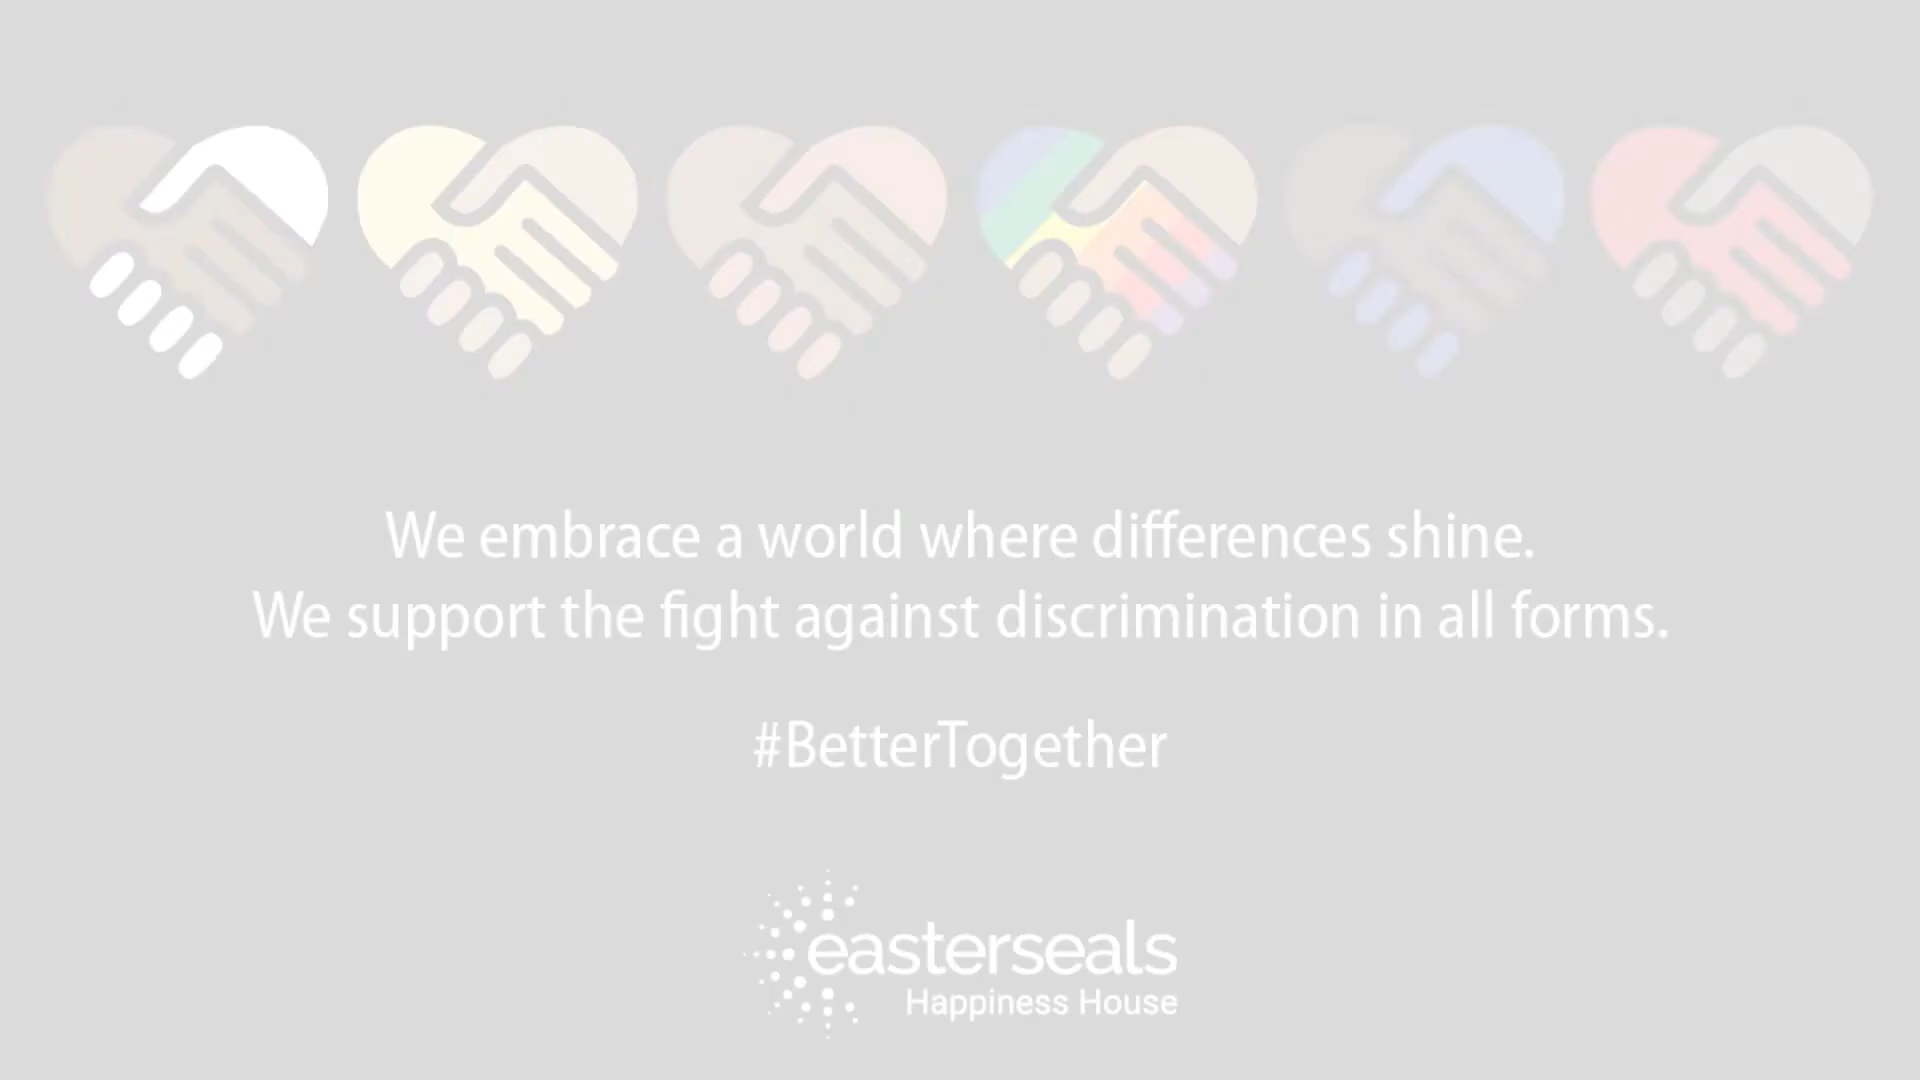 We embrace a world where differences shine.
We support the fight against discrimination in all forms.
#BetterTogether
easterseals
Happiness House